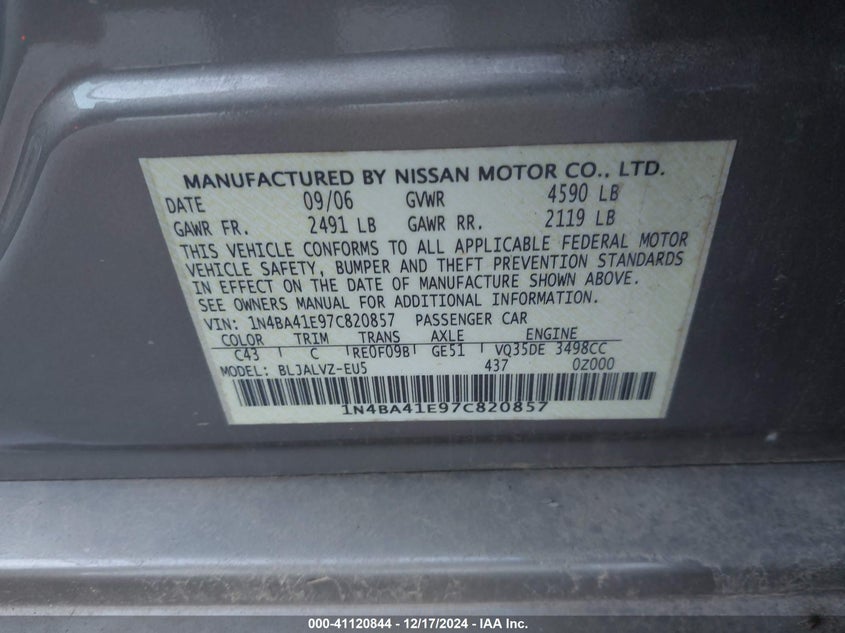 MANUFACTURED BY NISSAN MOTOR CO., LTD.
DATE 09/06 GVWR 4590 LB
GAWR FR. 2491 LB GAWR RR. 2119 LB
THIS VEHICLE CONFORMS TO ALL APPLICABLE FEDERAL MOTOR
VEHICLE SAFETY, BUMPER AND THEFT PREVENTION STANDARDS
IN EFFECT ON THE DATE OF MANUFACTURE SHOWN ABOVE.
SEE OWNERS MANUAL FOR ADDITIONAL INFORMATION.
VIN: 1N4BA41E97C820857 PASSENGER CAR
COLOR TRIM TRANS AXLE ENGINE
C43 C RE0F09B GE51 VQ35DE 3498CC
MODEL: BLJALVZ-EU5 437 0Z000
1N4BA41E97C820857
000-41120844 - 12/17/2024 - IAA Inc.